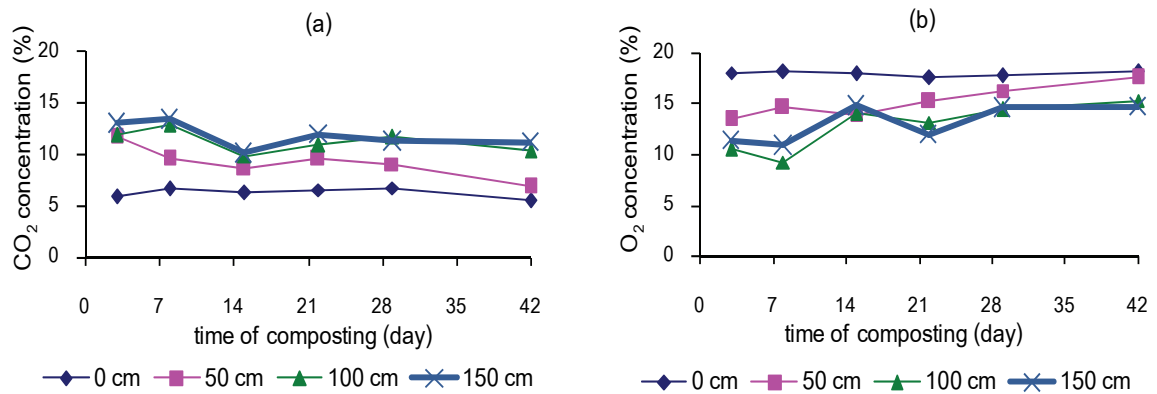 (a)
CO₂ concentration (%)
20
15
10
5
0
0 7 14 21 28 35 42
time of composting (day)
0 cm 50 cm 100 cm 150 cm
(b)
O₂ concentration (%)
20
15
10
5
0
0 7 14 21 28 35 42
time of composting (day)
0 cm 50 cm 100 cm 150 cm